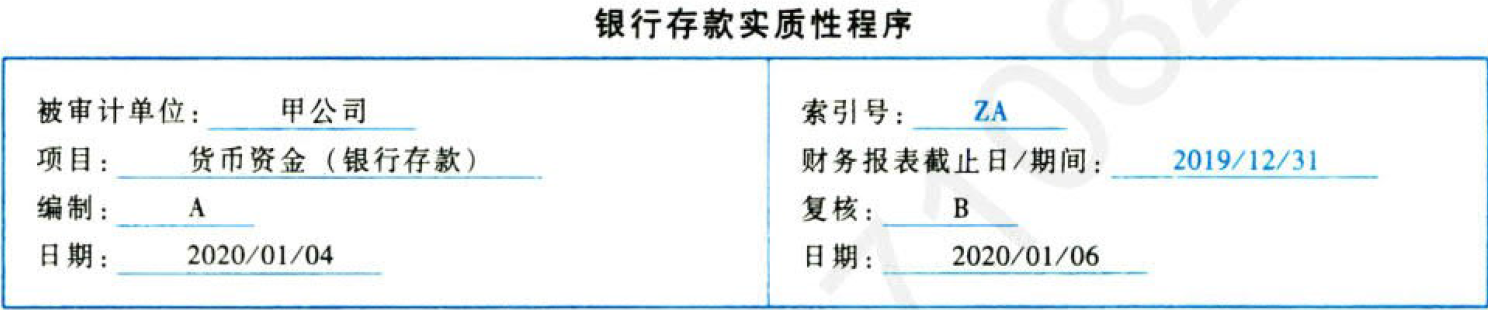 银行存款实质性程序
被审计单位： 甲公司
项目： 货币资金（银行存款）
编制： A
日期： 2020/01/04
索引号： ZA
财务报表截止日/期间： 2019/12/31
复核： B
日期： 2020/01/06